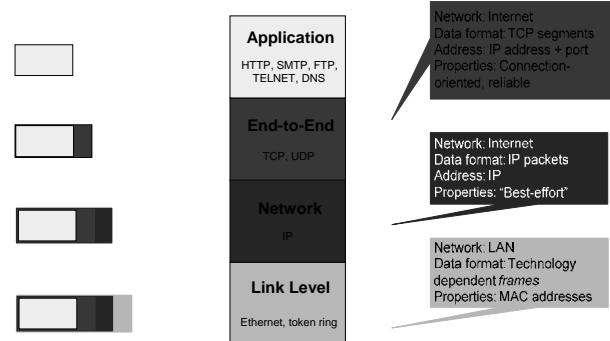 Application
HTTP, SMTP, FTP,
TELNET, DNS
End-to-End
TCP, UDP
Network
IP
Link Level
Ethernet, token ring
Network: Internet
Data format: TCP segments
Address: IP address + port
Properties: Connection-
oriented, reliable
Network: Internet
Data format: IP packets
Address: IP
Properties: “Best-effort”
Network: LAN
Data format: Technology
dependent frames
Properties: MAC addresses